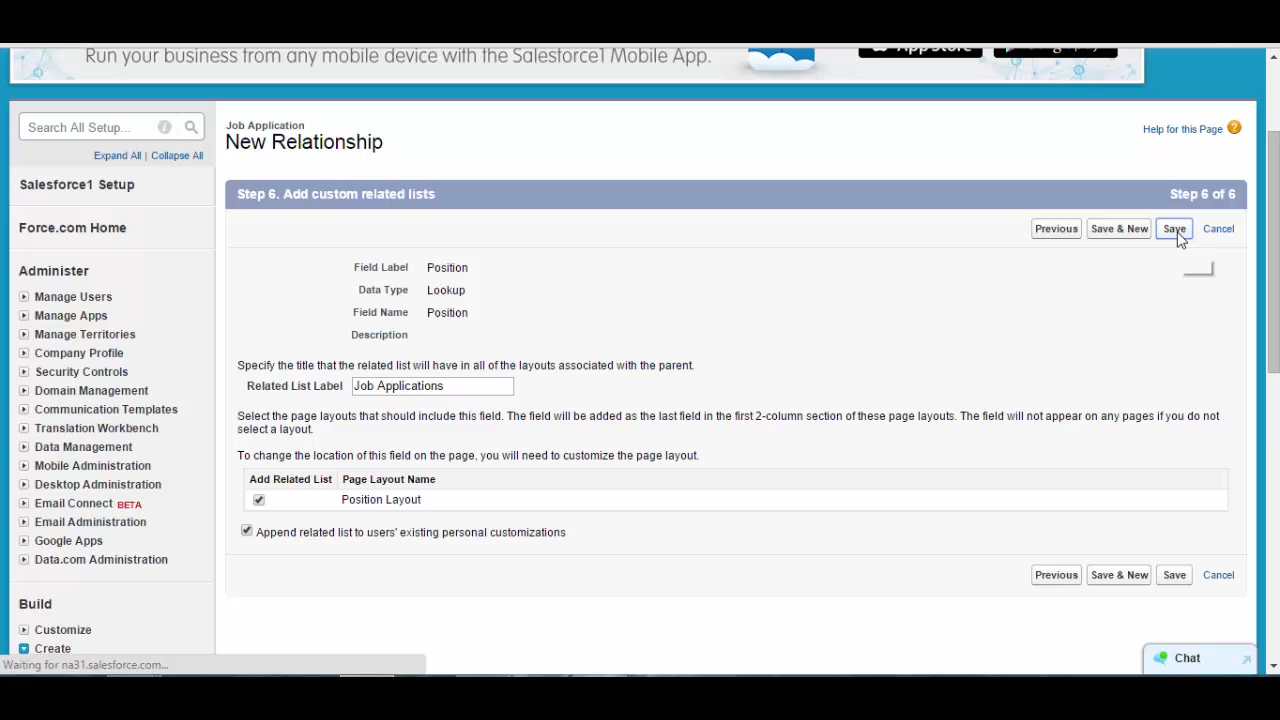 Run your business from any mobile device with the Salesforce1 Mobile App.
App Store
Search All Setup...
Expand All | Collapse All
Salesforce1 Setup
Force.com Home
Administer
Manage Users
Manage Apps
Manage Territories
Company Profile
Security Controls
Domain Management
Communication Templates
Translation Workbench
Data Management
Mobile Administration
Desktop Administration
Email Connect BETA
Email Administration
Google Apps
Data.com Administration
Build
Customize
Create
Waiting for na31.salesforce.com...
Job Application
New Relationship
Help for this Page
Step 6. Add custom related lists Step 6 of 6
Previous Save & New Save Cancel
Field Label Position
Data Type Lookup
Field Name Position
Description
Specify the title that the related list will have in all of the layouts associated with the parent.
Related List Label Job Applications
Select the page layouts that should include this field. The field will be added as the last field in the first 2-column section of these page layouts. The field will not appear on any pages if you do not
select a layout.
To change the location of this field on the page, you will need to customize the page layout.
Add Related List Page Layout Name
Position Layout
Append related list to users' existing personal customizations
Previous Save & New Save Cancel
Chat